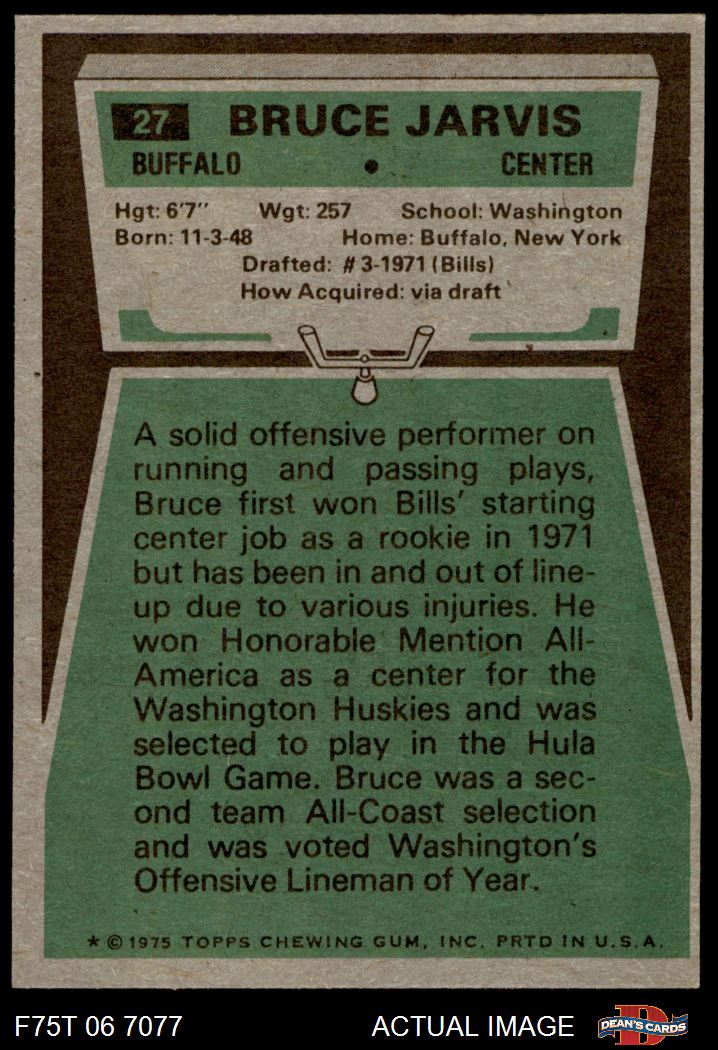 27 BRUCE JARVIS
BUFFALO • CENTER
Hgt: 6'7" Wgt: 257 School: Washington
Born: 11-3-48 Home: Buffalo, New York
Drafted: #3-1971 (Bills)
How Acquired: via draft
A solid offensive performer on
running and passing plays,
Bruce first won Bills' starting
center job as a rookie in 1971
but has been in and out of line-
up due to various injuries. He
won Honorable Mention All-
America as a center for the
Washington Huskies and was
selected to play in the Hula
Bowl Game. Bruce was a sec-
ond team All-Coast selection
and was voted Washington's
Offensive Lineman of Year.
* © 1975 TOPPS CHEWING GUM, INC. PRTD IN U.S.A.
F75T 06 7077 ACTUAL IMAGE D DEAN'S CARDS